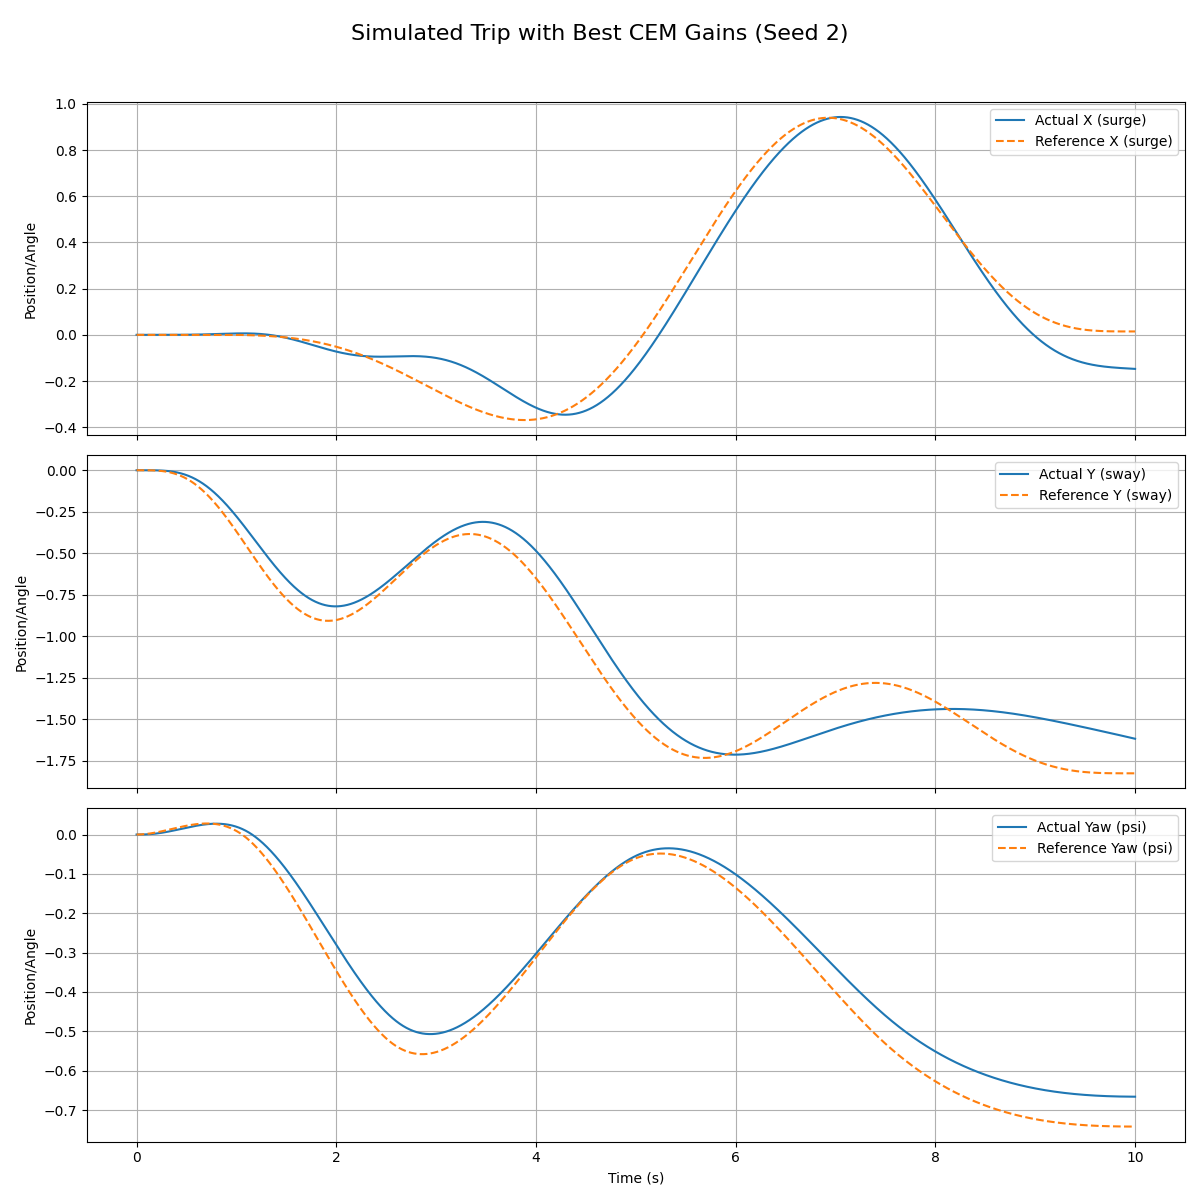 Simulated Trip with Best CEM Gains (Seed 2)
1.0
0.8
0.6
0.4
0.2
0.0
−0.2
−0.4
Position/Angle
Actual X (surge)
Reference X (surge)
0.00
−0.25
−0.50
−0.75
−1.00
−1.25
−1.50
−1.75
Position/Angle
Actual Y (sway)
Reference Y (sway)
0.0
−0.1
−0.2
−0.3
−0.4
−0.5
−0.6
−0.7
Position/Angle
Actual Yaw (psi)
Reference Yaw (psi)
0 2 4 6 8 10
Time (s)